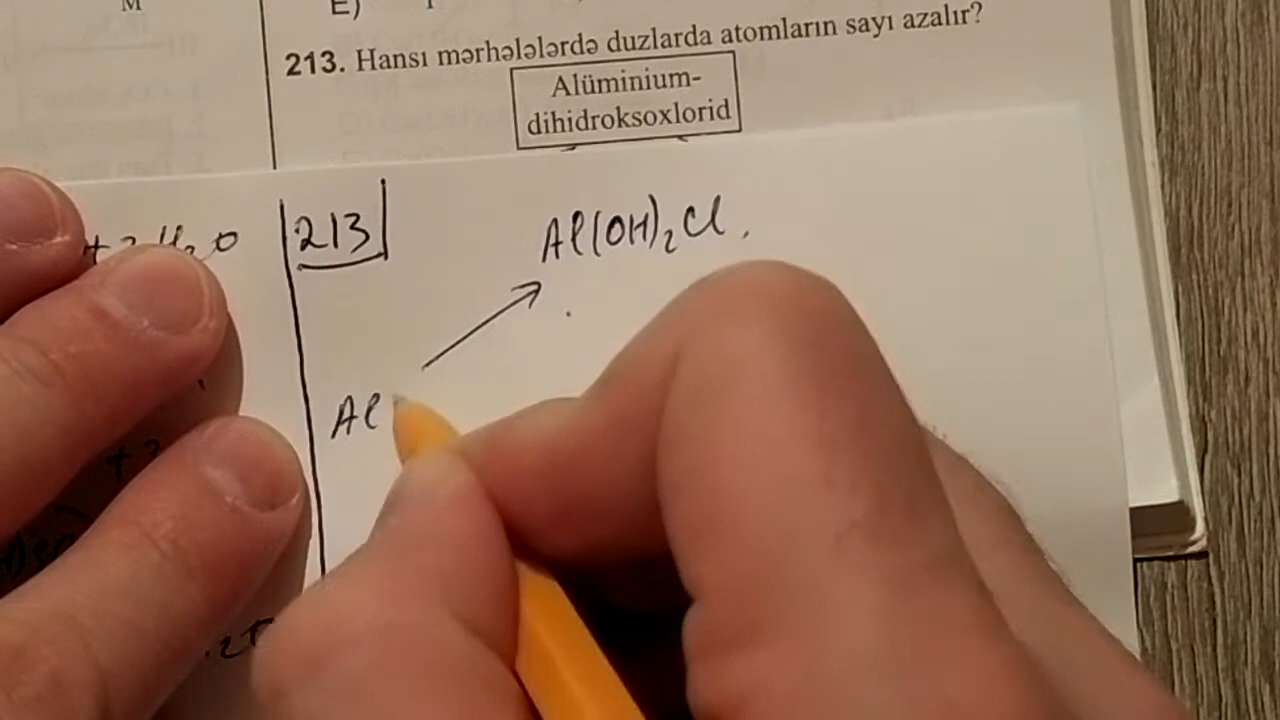 M
E)
213. Hansı mərhələlərdə duzlarda atomların sayı azalır?
Alüminium-
dihidroksoxlorid
213
Al(OH)₂Cl.
Al